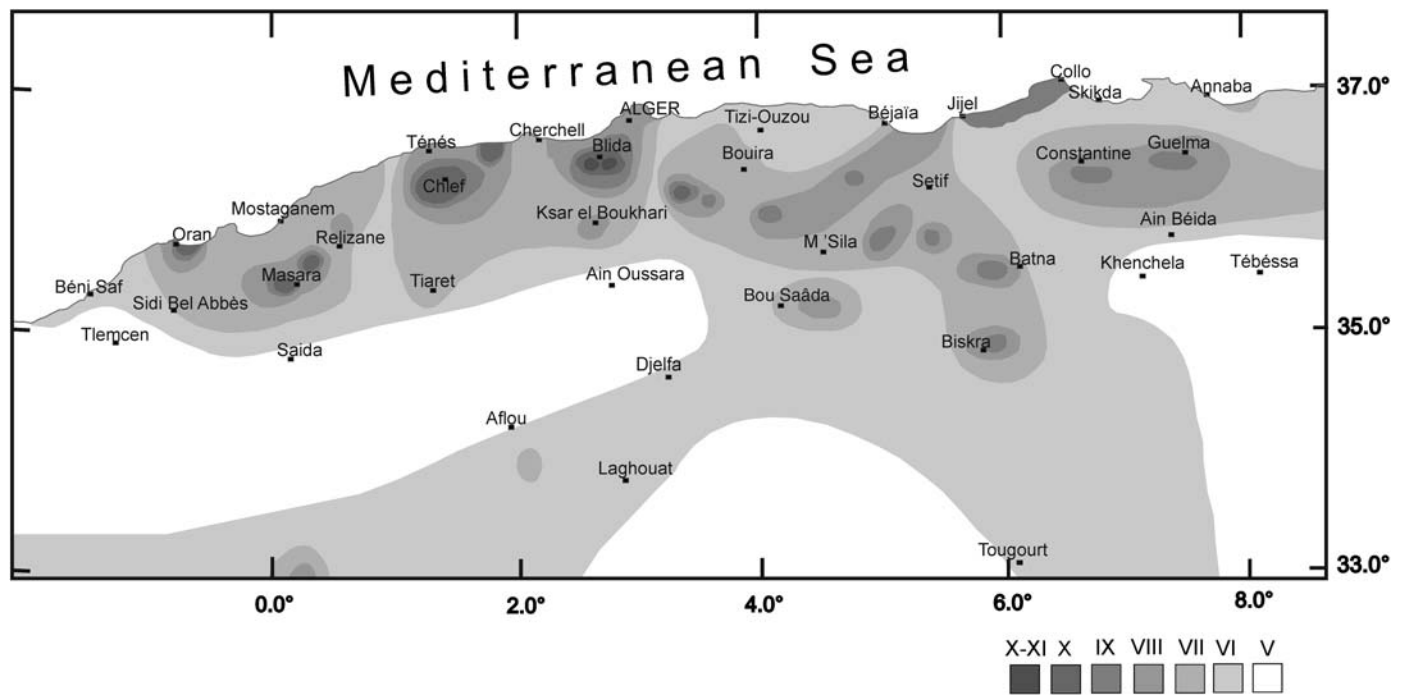 Mediterranean Sea
Collo
Skikda
Annaba
37.0°
Jijel
ALGER
Tizi-Ouzou
Béjaïa
Cherchell
Ténés
Blida
Bouira
Constantine
Guelma
Chlef
Setif
Mostaganem
Ksar el Boukhari
Ain Béida
Oran
Relizane
M 'Sila
Batna
Khenchela
Tébéssa
Masara
Tiaret
Ain Oussara
Béni Saf
Sidi Bel Abbès
Bou Saâda
35.0°
Tlemcen
Saida
Biskra
Djelfa
Aflou
Laghouat
Tougourt
33.0°
0.0°
2.0°
4.0°
6.0°
8.0°
X-XI X IX VIII VII VI V